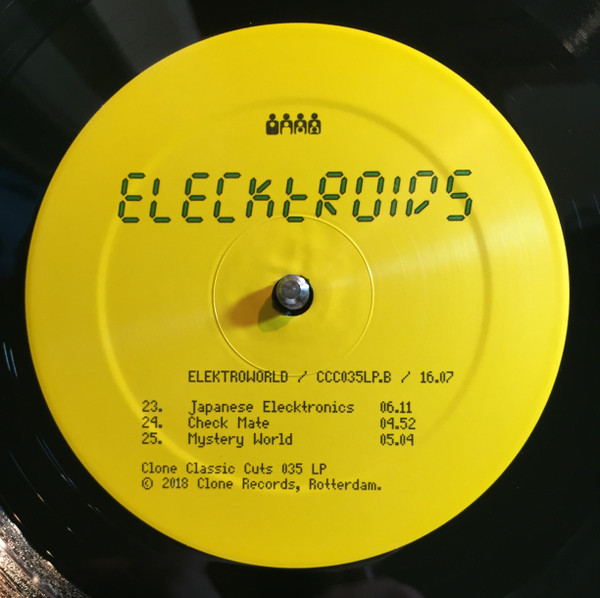 ELECKtROIDS
ELEKTROWORLD / CCC035LP.B / 16.07
23. Japanese Elecktronics 06.11
24. Check Mate 04.52
25. Mystery World 05.04
Clone Classic Cuts 035 LP
© 2018 Clone Records, Rotterdam.